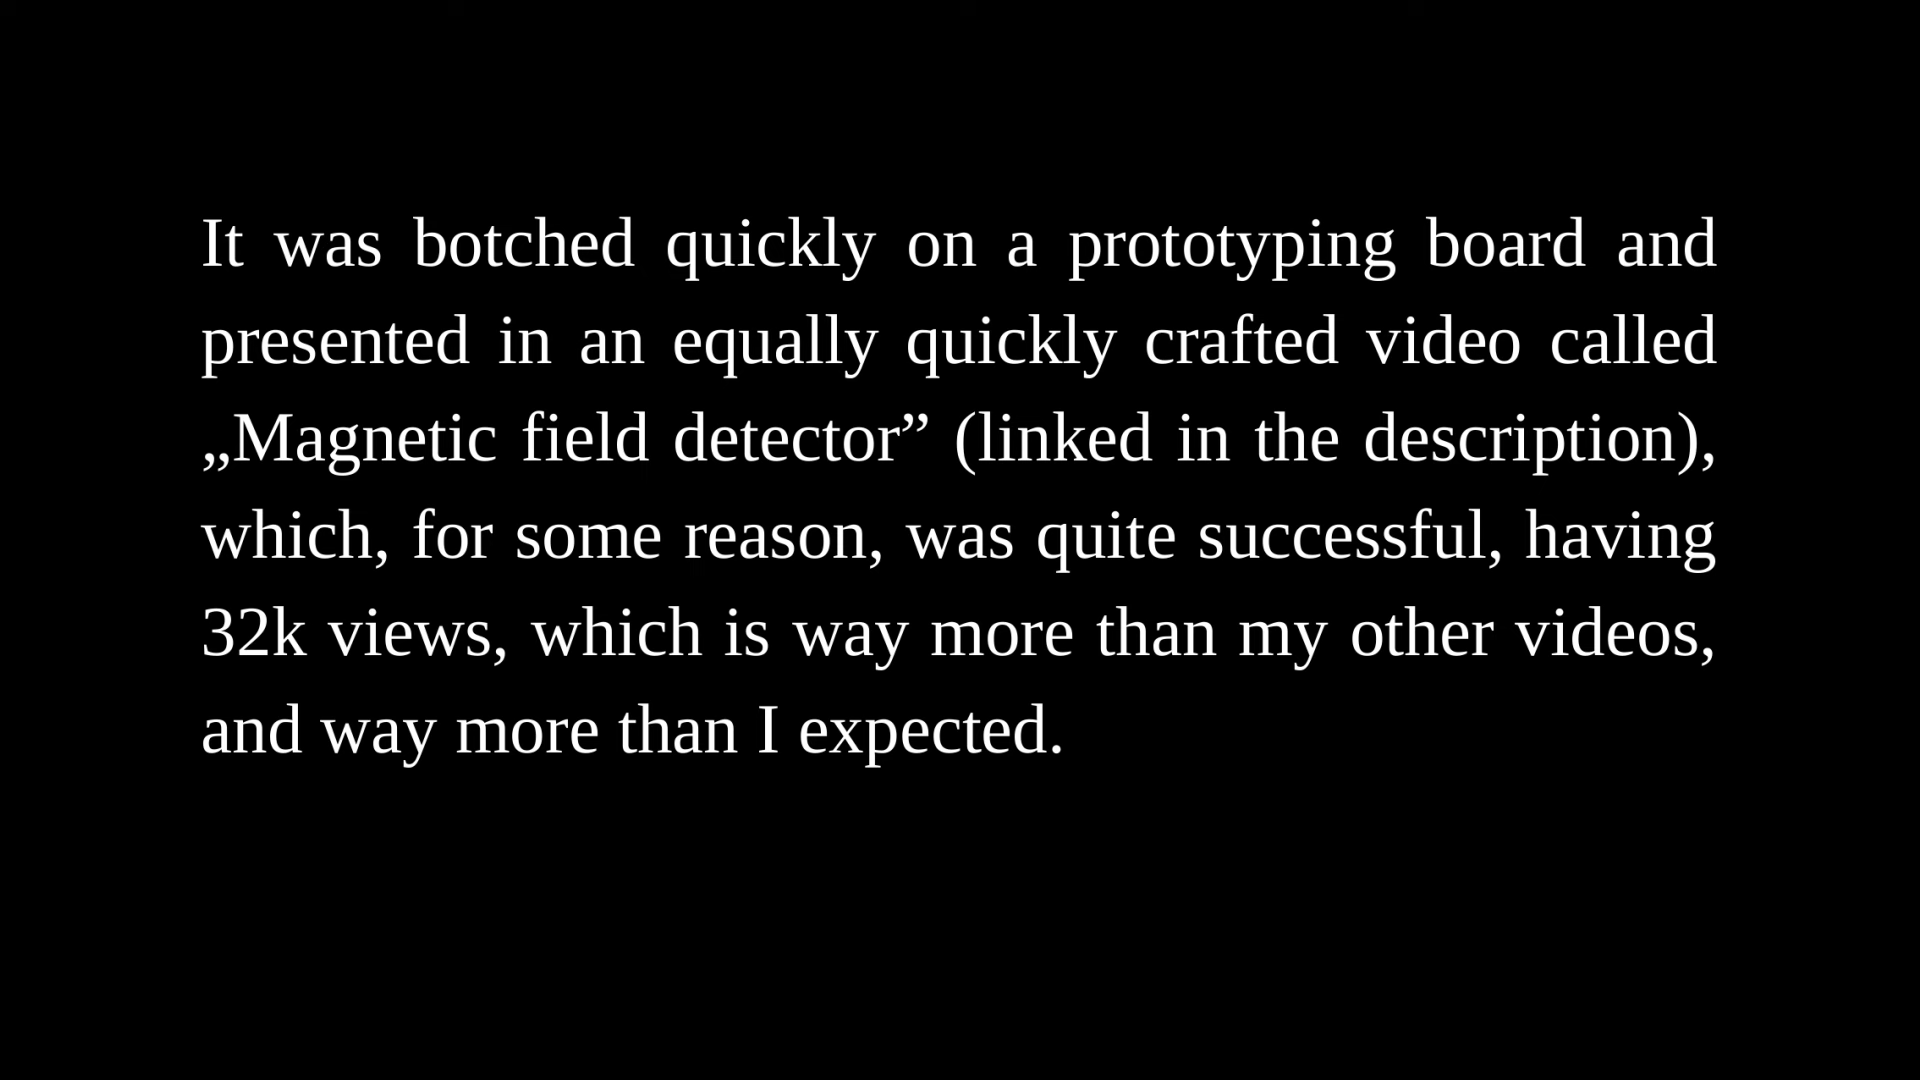 It was botched quickly on a prototyping board and
presented in an equally quickly crafted video called
„Magnetic field detector” (linked in the description),
which, for some reason, was quite successful, having
32k views, which is way more than my other videos,
and way more than I expected.